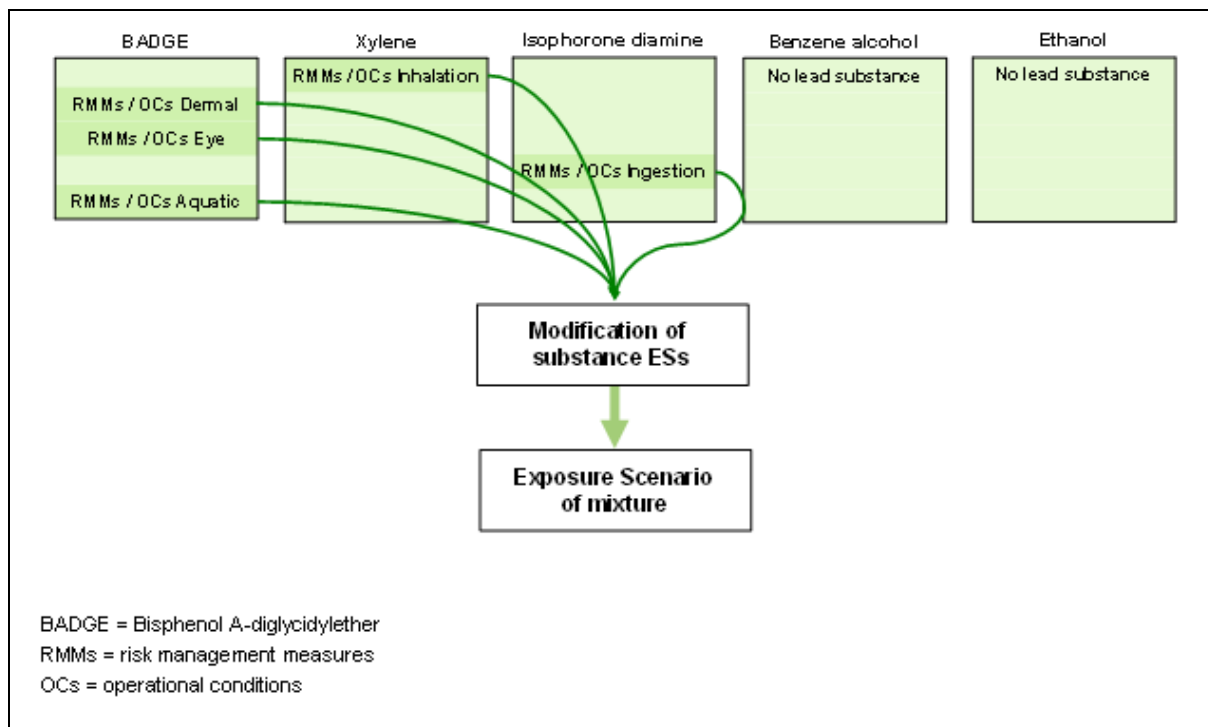 BADGE
Xylene
Isophorone diamine
Benzene alcohol
Ethanol
RMMs / OCs Inhalation
No lead substance
No lead substance
RMMs / OCs Dermal
RMMs / OCs Eye
RMMs / OCs Ingestion
RMMs / OCs Aquatic
Modification of
substance ESs
Exposure Scenario
of mixture
BADGE = Bisphenol A-diglycidylether
RMMs = risk management measures
OCs = operational conditions